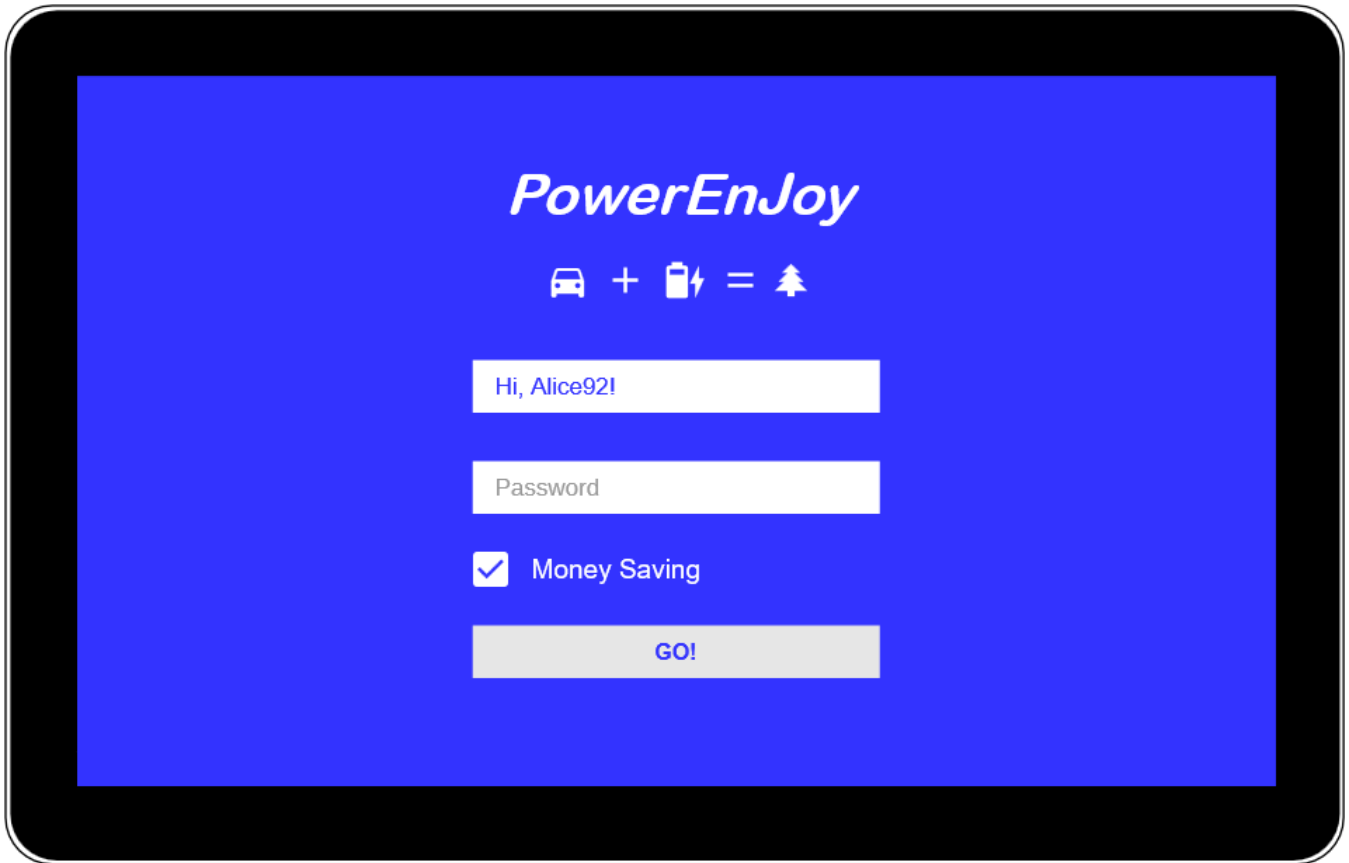 PowerEnJoy
+ =
Hi, Alice92!
Password
Money Saving
GO!